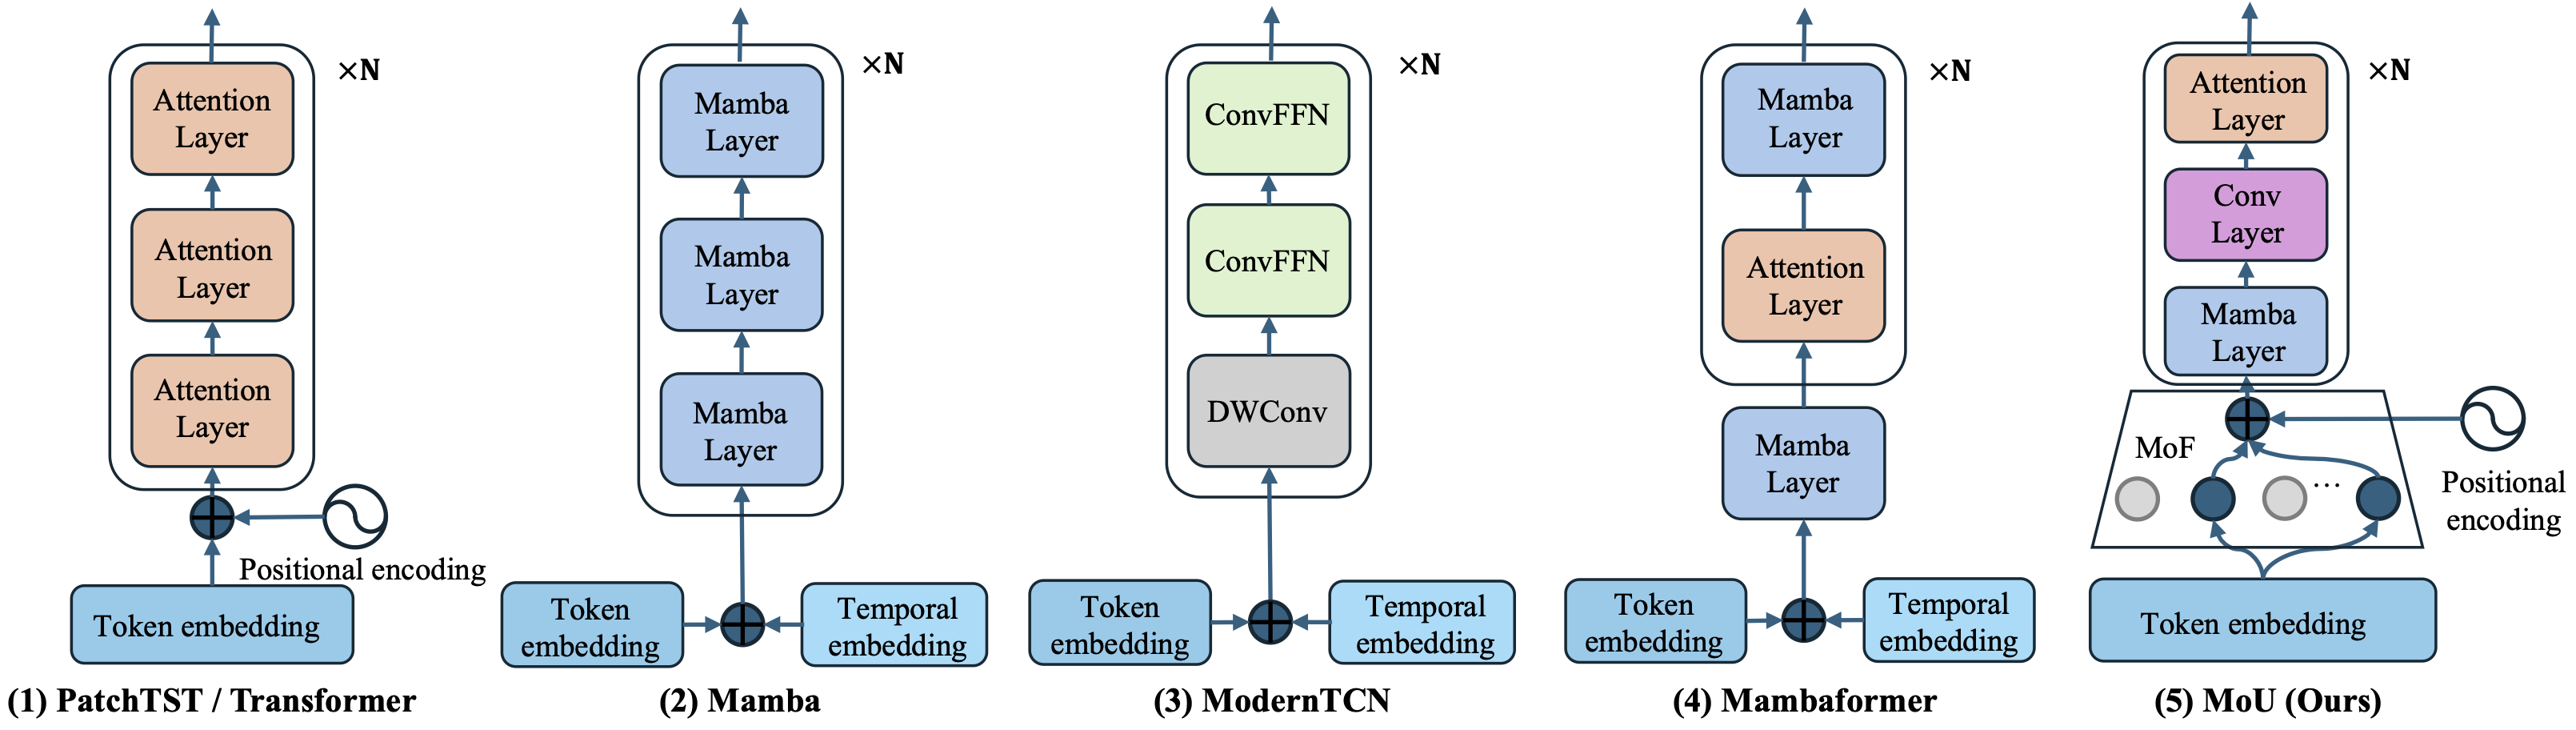 ×N
Attention
Layer
Attention
Layer
Attention
Layer
Positional encoding
Token embedding
(1) PatchTST / Transformer
×N
Mamba
Layer
Mamba
Layer
Mamba
Layer
Token
embedding
Temporal
embedding
(2) Mamba
×N
ConvFFN
ConvFFN
DWConv
Token
embedding
Temporal
embedding
(3) ModernTCN
×N
Mamba
Layer
Attention
Layer
Mamba
Layer
Token
embedding
Temporal
embedding
(4) Mambaformer
×N
Attention
Layer
Conv
Layer
Mamba
Layer
MoF
...
Positional
encoding
Token embedding
(5) MoU (Ours)